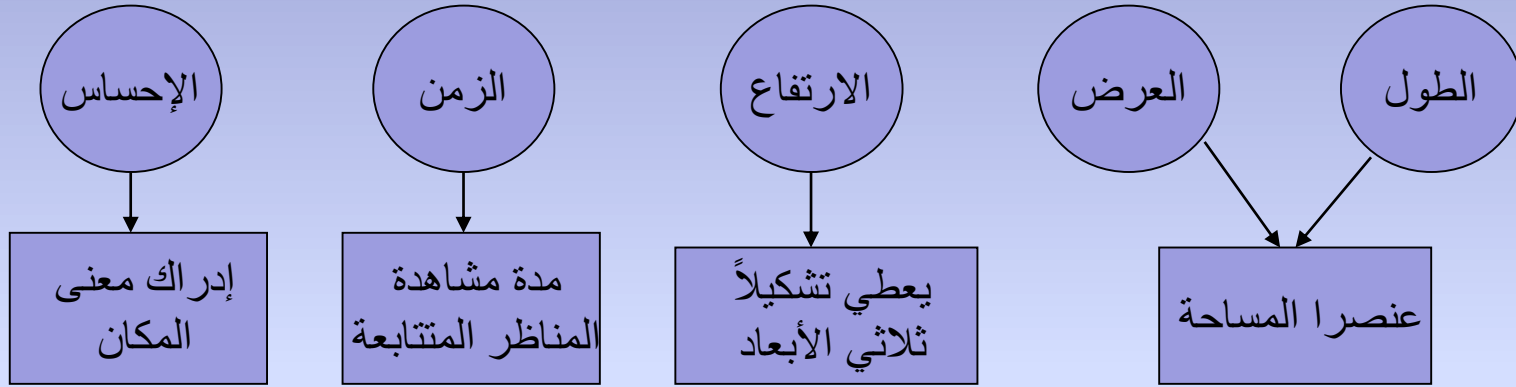 الطول
العرض
الارتفاع
الزمن
الإحساس
عنصرا المساحة
يعطي تشكيلاً
ثلاثي الأبعاد
مدة مشاهدة
المناظر المتتابعة
إدراك معنى
المكان